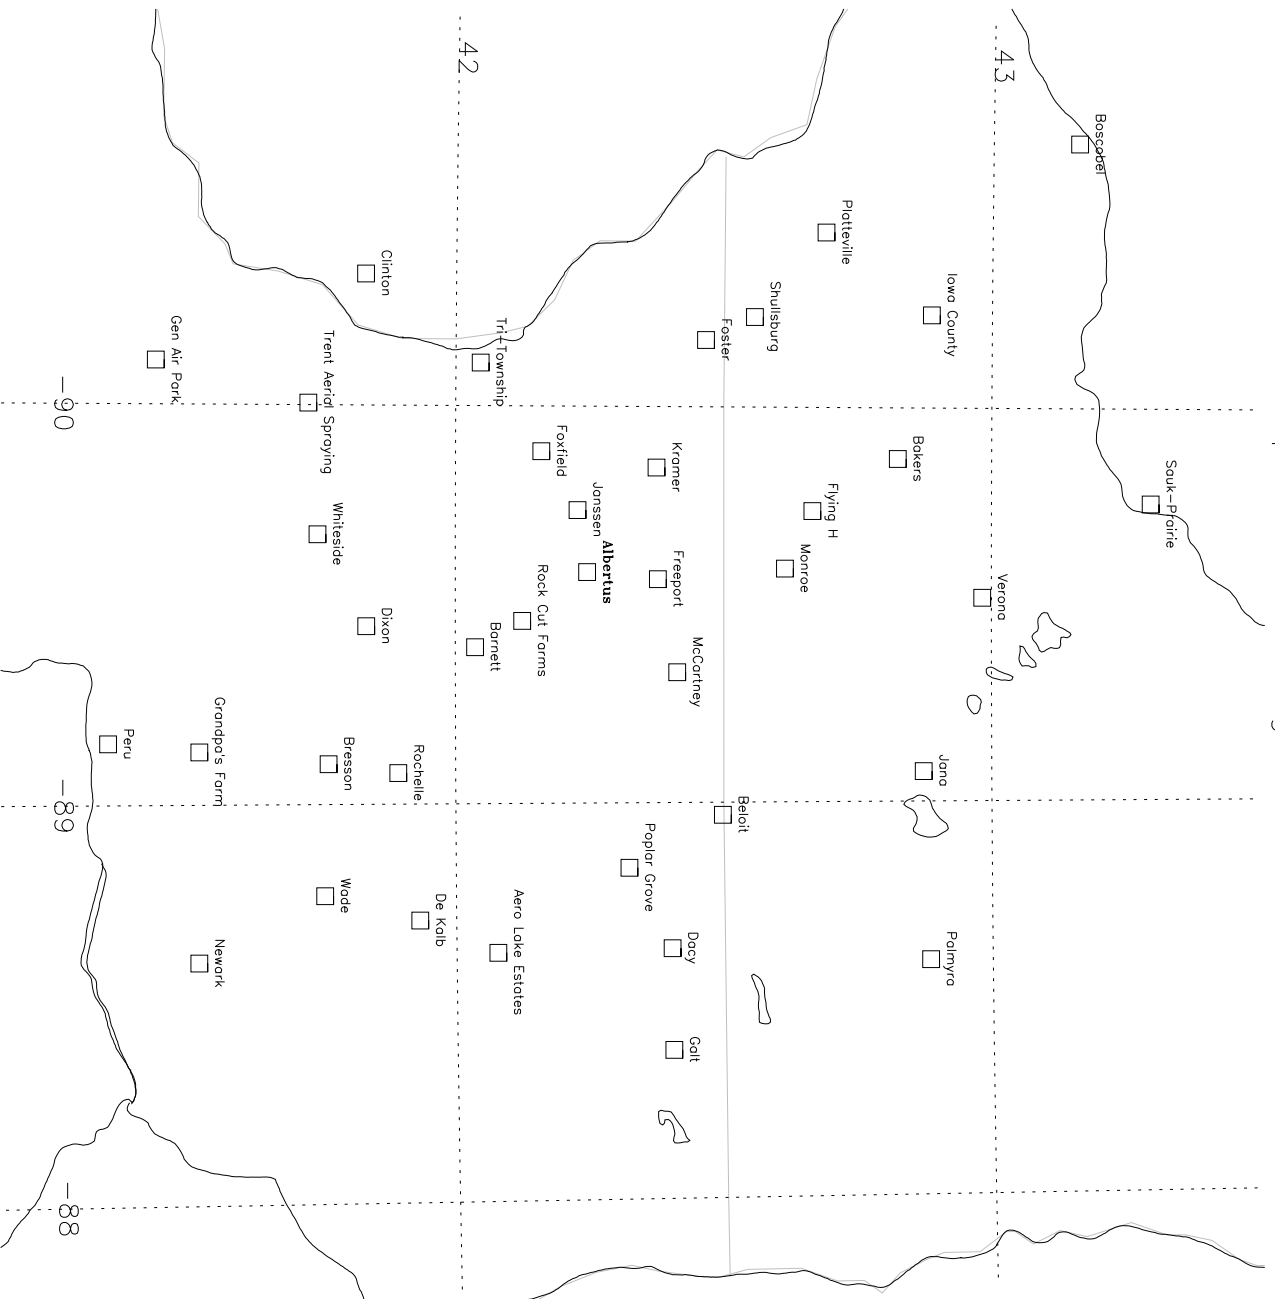 42
43
Boscobel
Platteville
Clinton
Iowa County
Shullsburg
Gen Air Park
Tri-Township
Foster
Trent Aerial Spraying
-90
Foxfield
Kramer
Bakers
Sauk-Prairie
Janssen
Flying H
Whiteside
Albertus
Monroe
Freeport
Rock Cut Farms
Verona
Dixon
Barnett
McCartney
Grandpa's Farm
Peru
Bresson
Rochelle
Jana
-89
Beloit
Poplar Grove
Wade
De Kalb
Aero Lake Estates
Dacy
Palmyra
Newark
Galt
-88